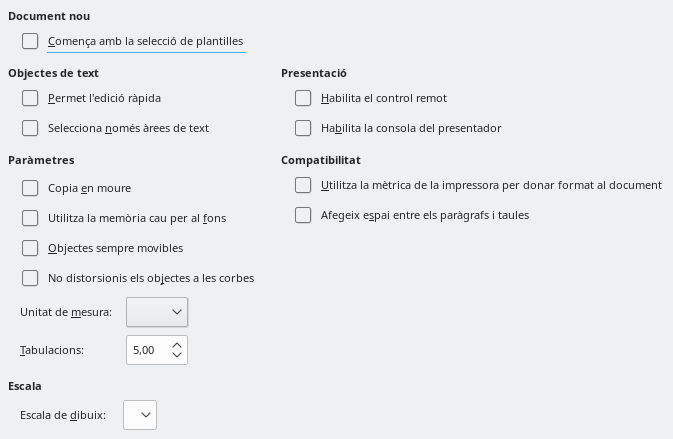 Document nou
Comença amb la selecció de plantilles
Objectes de text
Permet l'edició ràpida
Selecciona només àrees de text
Presentació
Habilita el control remot
Habilita la consola del presentador
Paràmetres
Copia en moure
Utilitza la memòria cau per al fons
Objectes sempre movibles
No distorsionis els objectes a les corbes
Unitat de mesura:
Tabulacions: 5,00
Compatibilitat
Utilitza la mètrica de la impressora per donar format al document
Afegeix espai entre els paràgrafs i taules
Escala
Escala de dibuix: